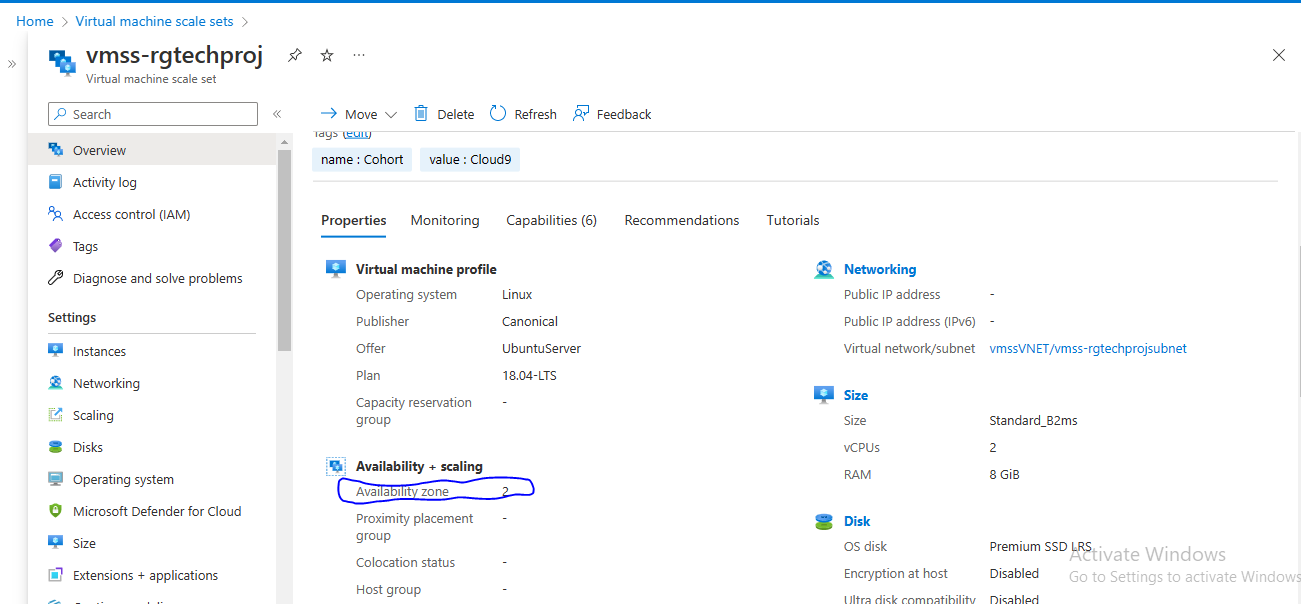 Home > Virtual machine scale sets >
vmss-rgtechproj
Virtual machine scale set
Search
Move Delete Refresh Feedback
Overview
Activity log
Access control (IAM)
Tags
Diagnose and solve problems
Settings
Instances
Networking
Scaling
Disks
Operating system
Microsoft Defender for Cloud
Size
Extensions + applications
Tags (edit)
name : Cohort value : Cloud9
Properties Monitoring Capabilities (6) Recommendations Tutorials
Virtual machine profile
Operating system Linux
Publisher Canonical
Offer UbuntuServer
Plan 18.04-LTS
Capacity reservation
group -
Availability + scaling
Availability zone 2
Proximity placement
group -
Colocation status -
Host group -
Networking
Public IP address -
Public IP address (IPv6) -
Virtual network/subnet vmssVNET/vmss-rgtechprojsubnet
Size
Size Standard_B2ms
vCPUs 2
RAM 8 GiB
Disk
OS disk Premium SSD LRS
Encryption at host Disabled
Ultra disk compatibility Disabled
Activate Windows
Go to Settings to activate Windows